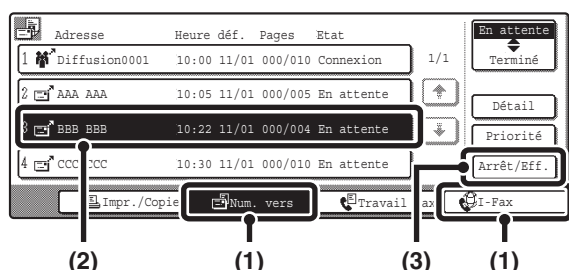 Adresse Heure déf. Pages Etat
En attente
Terminé
1 Diffusion0001 10:00 11/01 000/010 Connexion 1/1
2 AAA AAA 10:05 11/01 000/005 En attente
Détail
3 BBB BBB 10:22 11/01 000/004 En attente
Priorité
4 CCC CCC 10:30 11/01 000/010 En attente
Arrêt/Eff.
Impr./Copie Num. vers Travail Fax I-Fax
(2) (1) (3) (1)